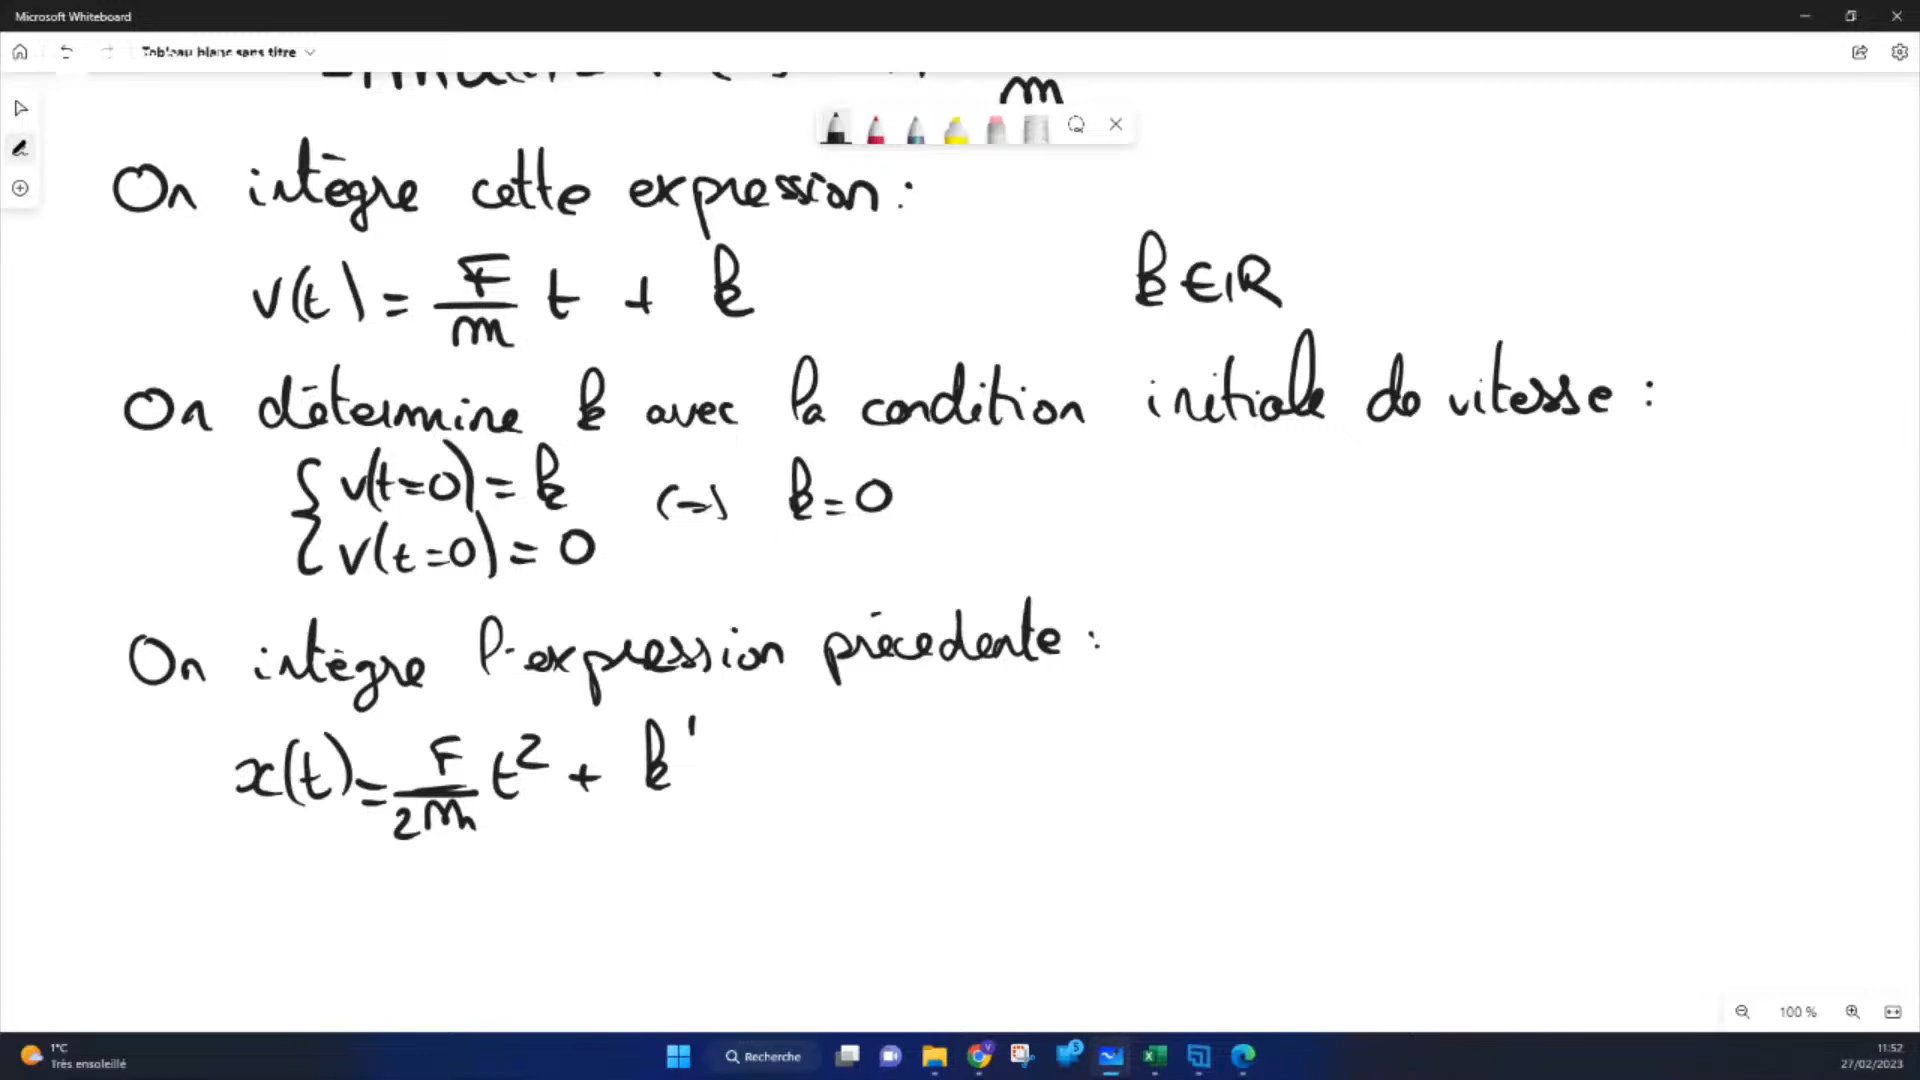 Microsoft Whiteboard
Tableau blanc sans titre
m
On intègre cette expression :
v(t) = F/m t + k k ∈ ℝ
On détermine k avec la condition initiale de vitesse :
{ v(t=0) = k (=) k = 0
{ v(t=0) = 0
On intègre l'expression précédente :
x(t) = F/2m t² + k'
100 %
1°C
Très ensoleillé
Recherche
5
V
11:52
27/02/2023